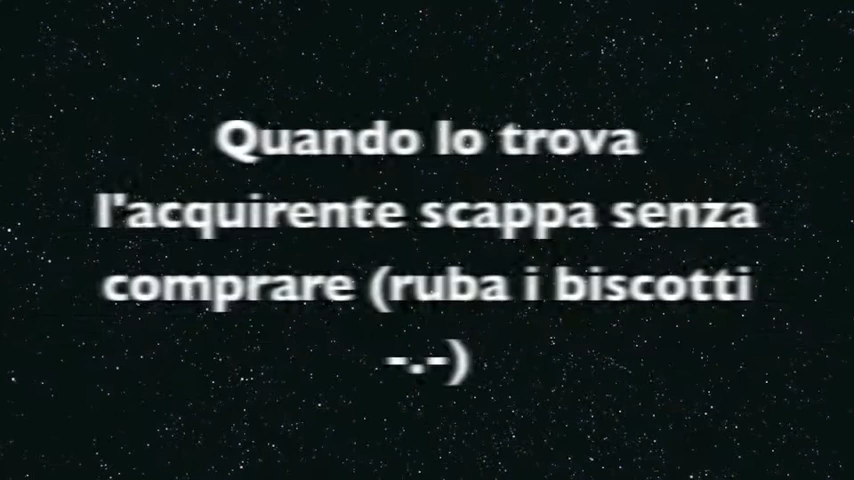 Quando lo trova
l'acquirente scappa senza
comprare (ruba i biscotti
-.-)